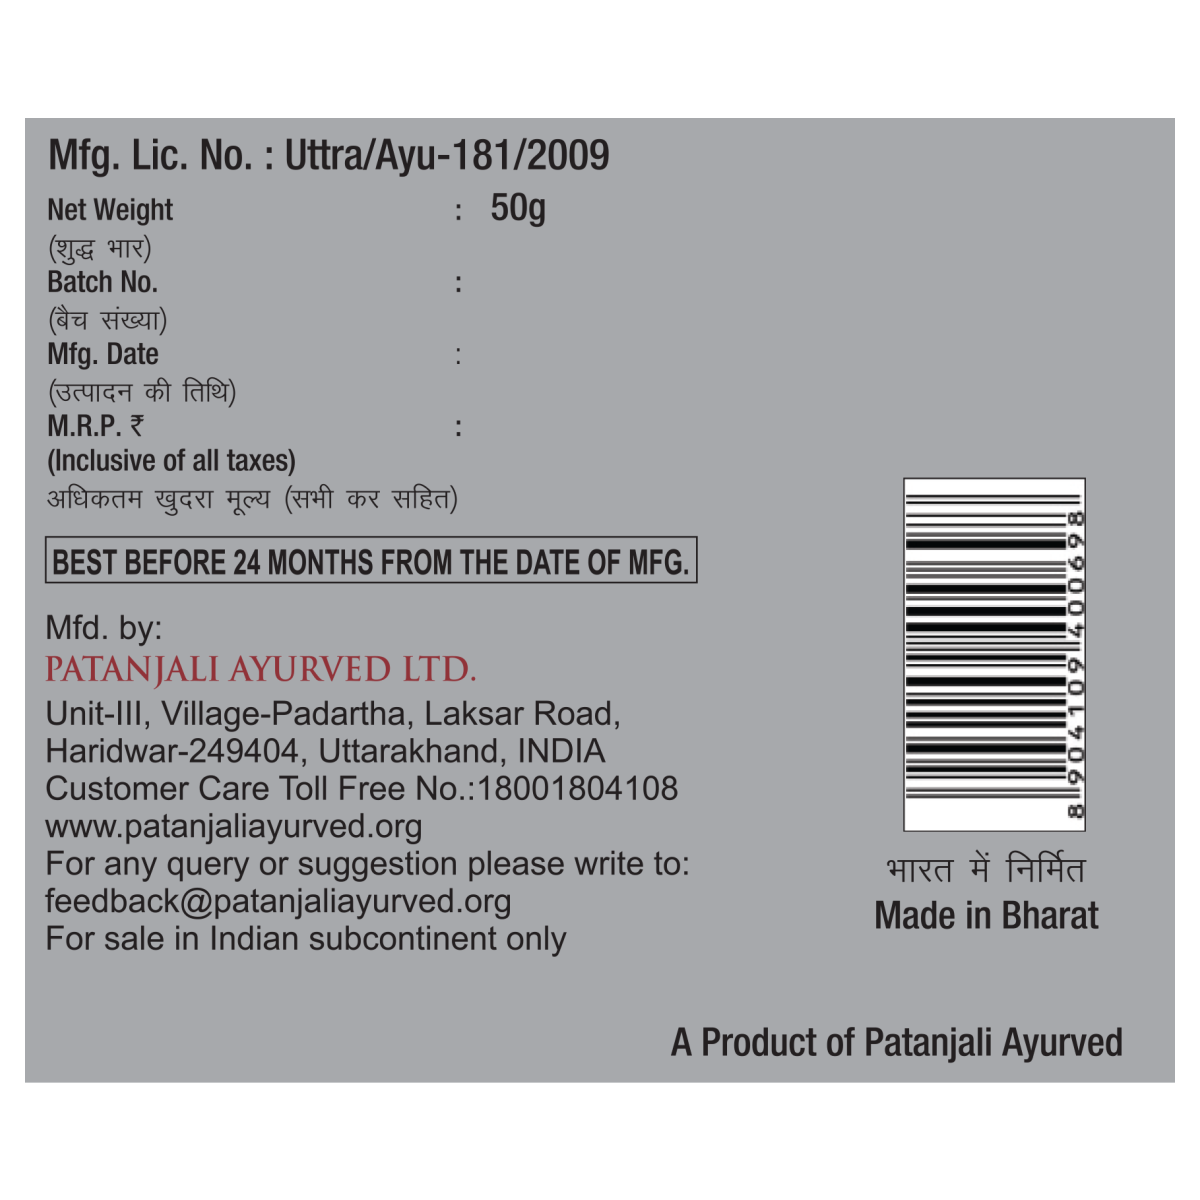 Mfg. Lic. No. : Uttra/Ayu-181/2009
Net Weight : 50g
(शुद्ध भार)
Batch No. :
(बैच संख्या)
Mfg. Date :
(उत्पादन की तिथि)
M.R.P. ₹ :
(Inclusive of all taxes)
अधिकतम खुदरा मूल्य (सभी कर सहित)
BEST BEFORE 24 MONTHS FROM THE DATE OF MFG.
Mfd. by:
PATANJALI AYURVED LTD.
Unit-III, Village-Padartha, Laksar Road,
Haridwar-249404, Uttarakhand, INDIA
Customer Care Toll Free No.:18001804108
www.patanjaliayurved.org
For any query or suggestion please write to:
feedback@patanjaliayurved.org
For sale in Indian subcontinent only
8904109400698
भारत में निर्मित
Made in Bharat
A Product of Patanjali Ayurved